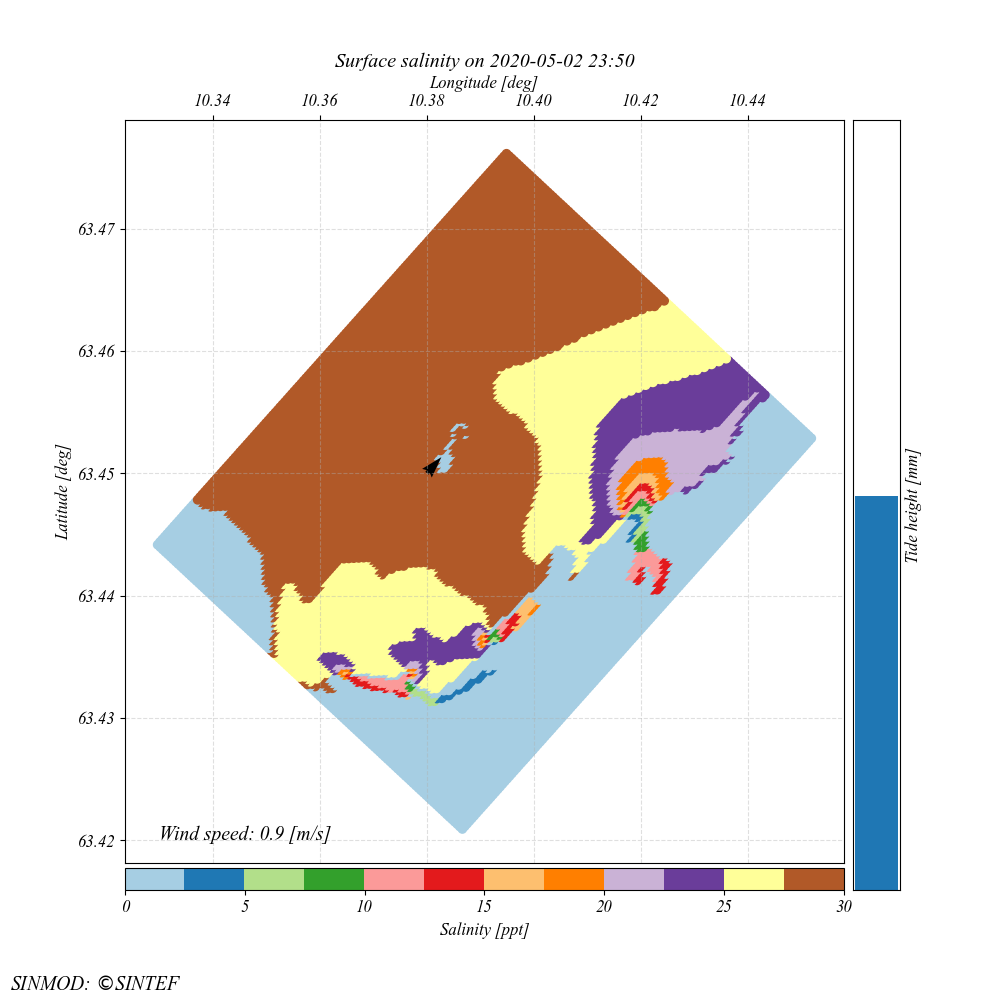 Surface salinity on 2020-05-02 23:50
Longitude [deg]
10.34 10.36 10.38 10.40 10.42 10.44
63.47
63.46
63.45
63.44
63.43
63.42
Latitude [deg]
Tide height [mm]
Wind speed: 0.9 [m/s]
0 5 10 15 20 25 30
Salinity [ppt]
SINMOD: ©SINTEF